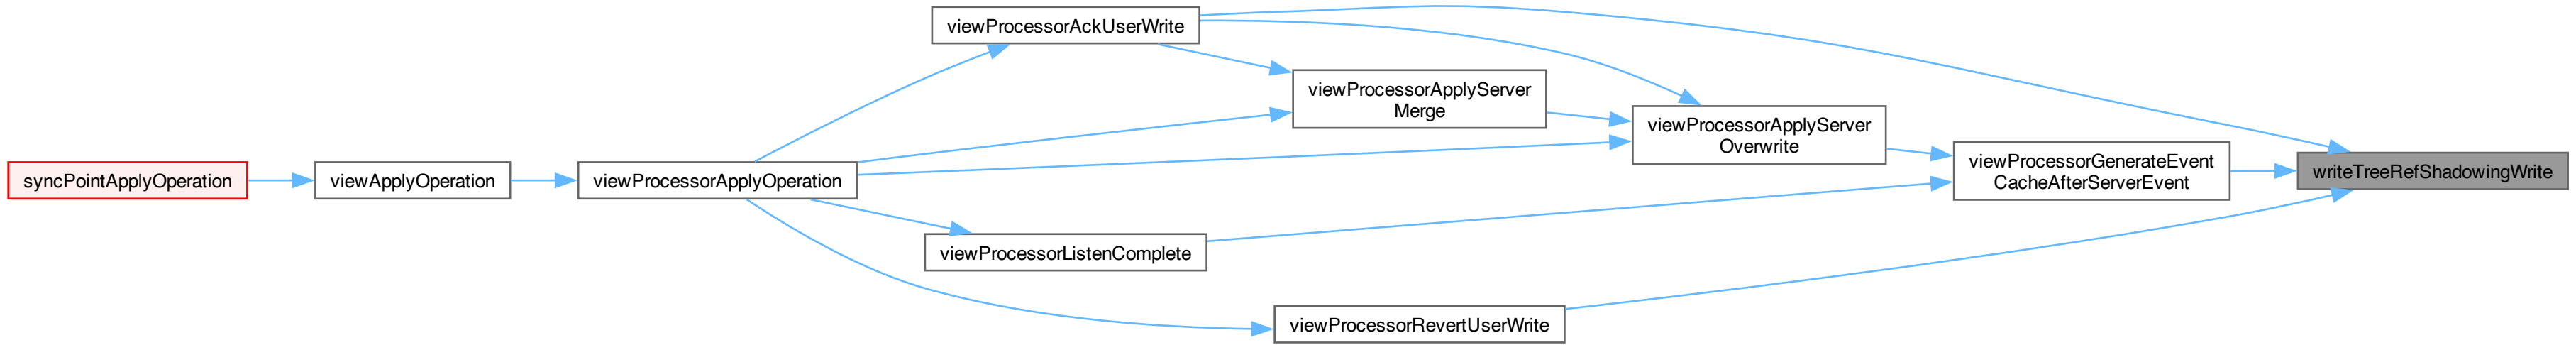 viewProcessorAckUserWrite
viewProcessorApplyServer
Merge
viewProcessorApplyServer
Overwrite
viewProcessorGenerateEvent
CacheAfterServerEvent
writeTreeRefShadowingWrite
syncPointApplyOperation
viewApplyOperation
viewProcessorApplyOperation
viewProcessorListenComplete
viewProcessorRevertUserWrite